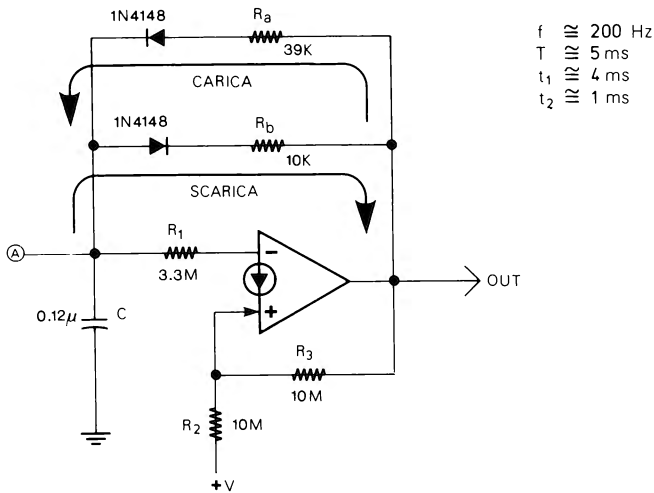 1N4148
Ra
39K
CARICA
1N4148
Rb
10K
SCARICA
A
R1
3.3M
−
+
OUT
0.12μ
C
R3
10M
R2
10M
+V
f ≅ 200 Hz
T ≅ 5 ms
t1 ≅ 4 ms
t2 ≅ 1 ms